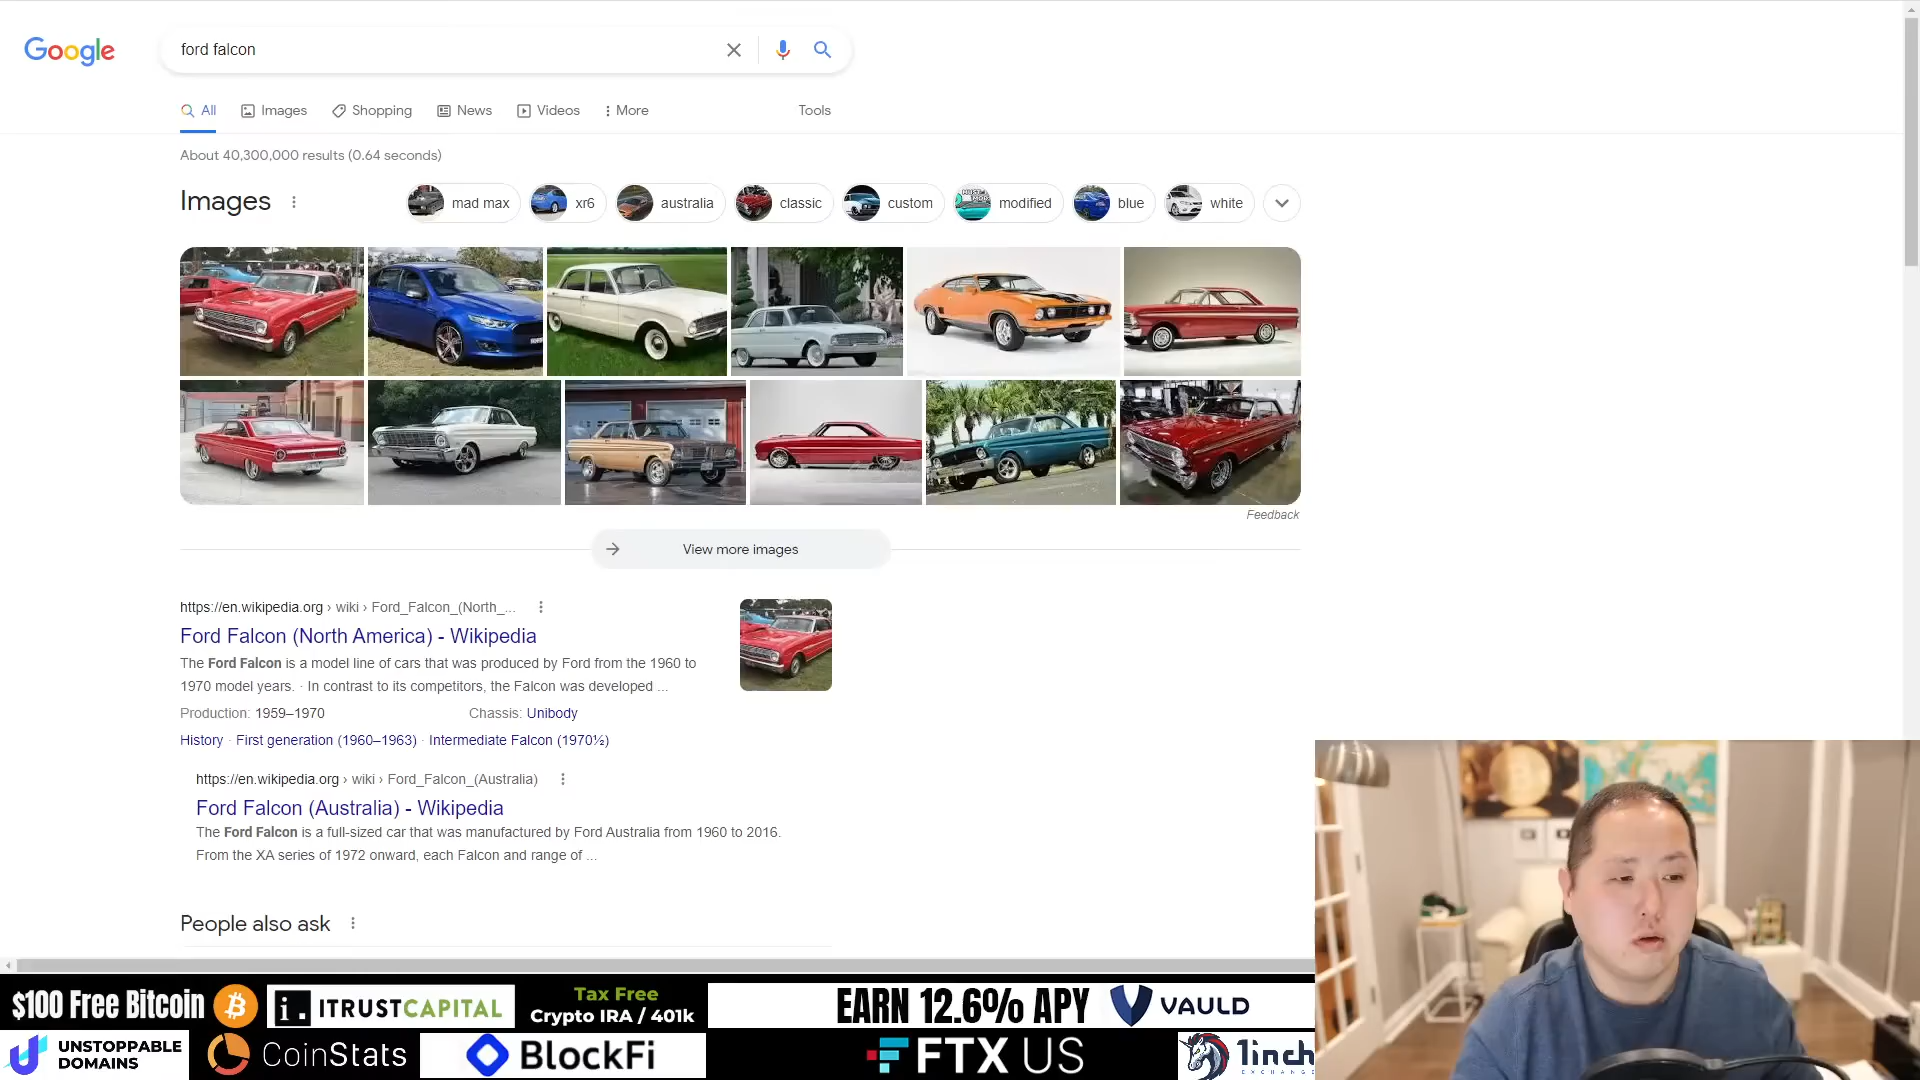 Google
ford falcon
All
Images
Shopping
News
Videos
More
Tools
About 40,300,000 results (0.64 seconds)
Images
mad max
xr6
australia
classic
custom
modified
blue
white
Feedback
View more images
https://en.wikipedia.org › wiki › Ford_Falcon_(North_...
Ford Falcon (North America) - Wikipedia
The Ford Falcon is a model line of cars that was produced by Ford from the 1960 to
1970 model years. · In contrast to its competitors, the Falcon was developed ...
Production: 1959–1970
Chassis: Unibody
History · First generation (1960–1963) · Intermediate Falcon (1970½)
https://en.wikipedia.org › wiki › Ford_Falcon_(Australia)
Ford Falcon (Australia) - Wikipedia
The Ford Falcon is a full-sized car that was manufactured by Ford Australia from 1960 to 2016.
From the XA series of 1972 onward, each Falcon and range of ...
People also ask
$100 Free Bitcoin
ITRUSTCAPITAL
Tax Free
Crypto IRA / 401k
EARN 12.6% APY
VAULD
UNSTOPPABLE
DOMAINS
CoinStats
BlockFi
FTX US
1inch